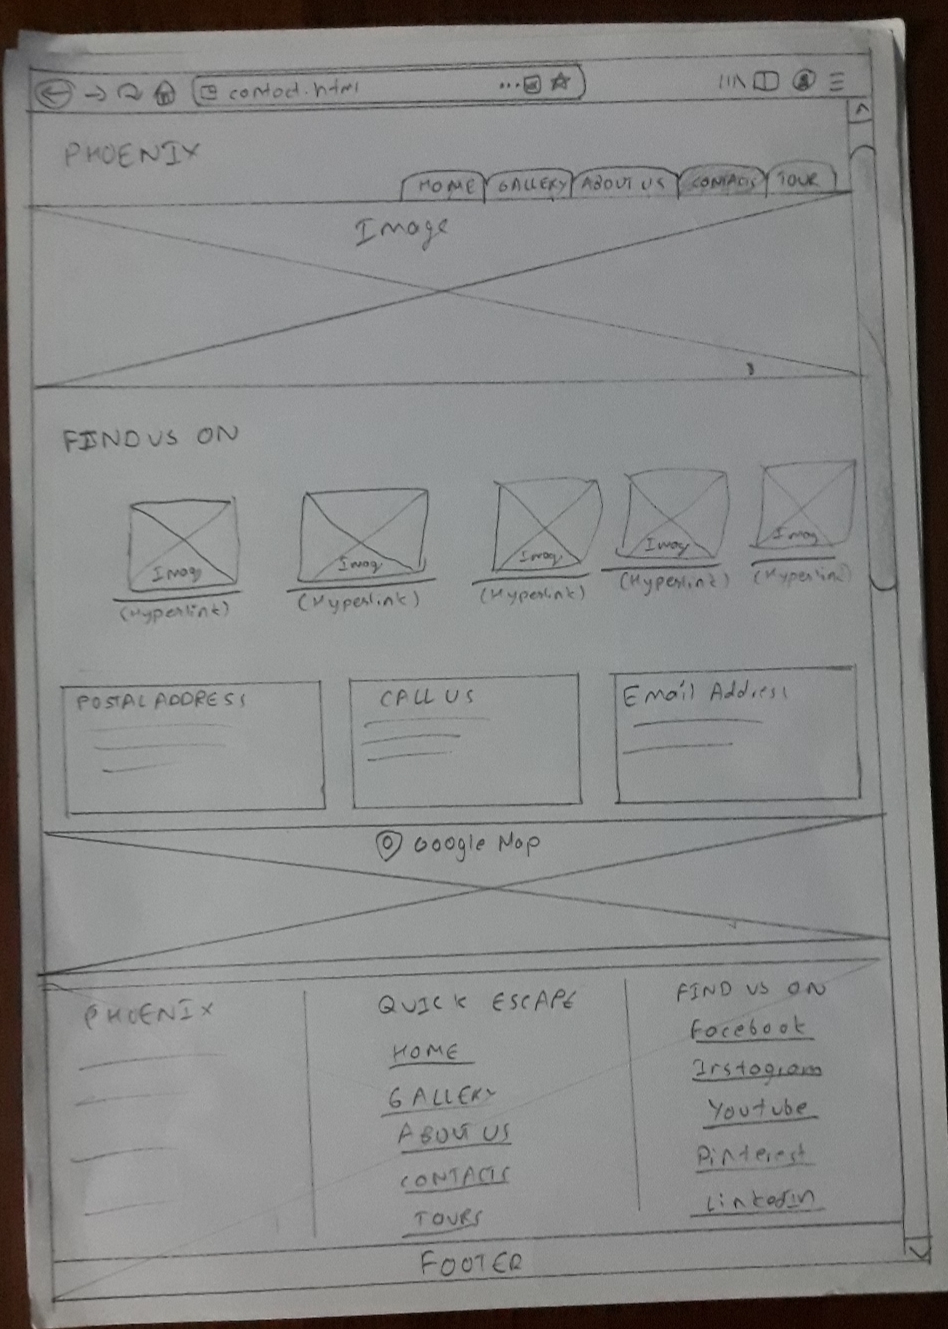 contact.html
PHOENIX
HOME GALLERY ABOUT US CONTACTS TOUR
Image
FIND US ON
Imag Imag Imag Imag Imag
(Hyperlink) (Hyperlink) (Hyperlink) (Hyperlink) (Hyperlink)
POSTAL ADDRESS CALL US Email Address
Google Map
PHOENIX QUICK ESCAPE FIND US ON
HOME Facebook
GALLERY Instagram
ABOUT US Youtube
CONTACTS Pinterest
TOURS Linkedin
FOOTER